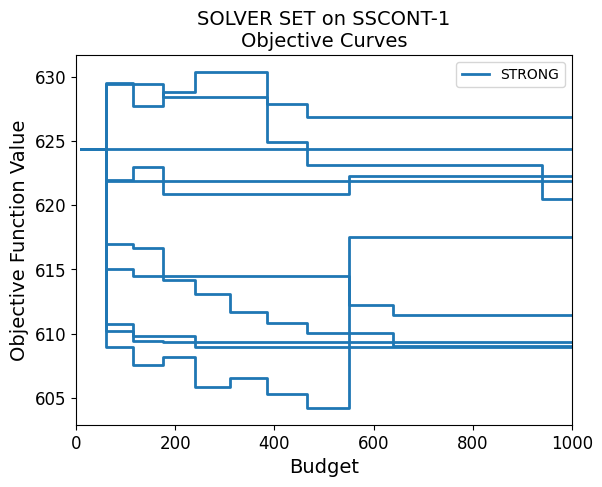 SOLVER SET on SSCONT-1
Objective Curves
STRONG
Objective Function Value
630
625
620
615
610
605
0 200 400 600 800 1000
Budget